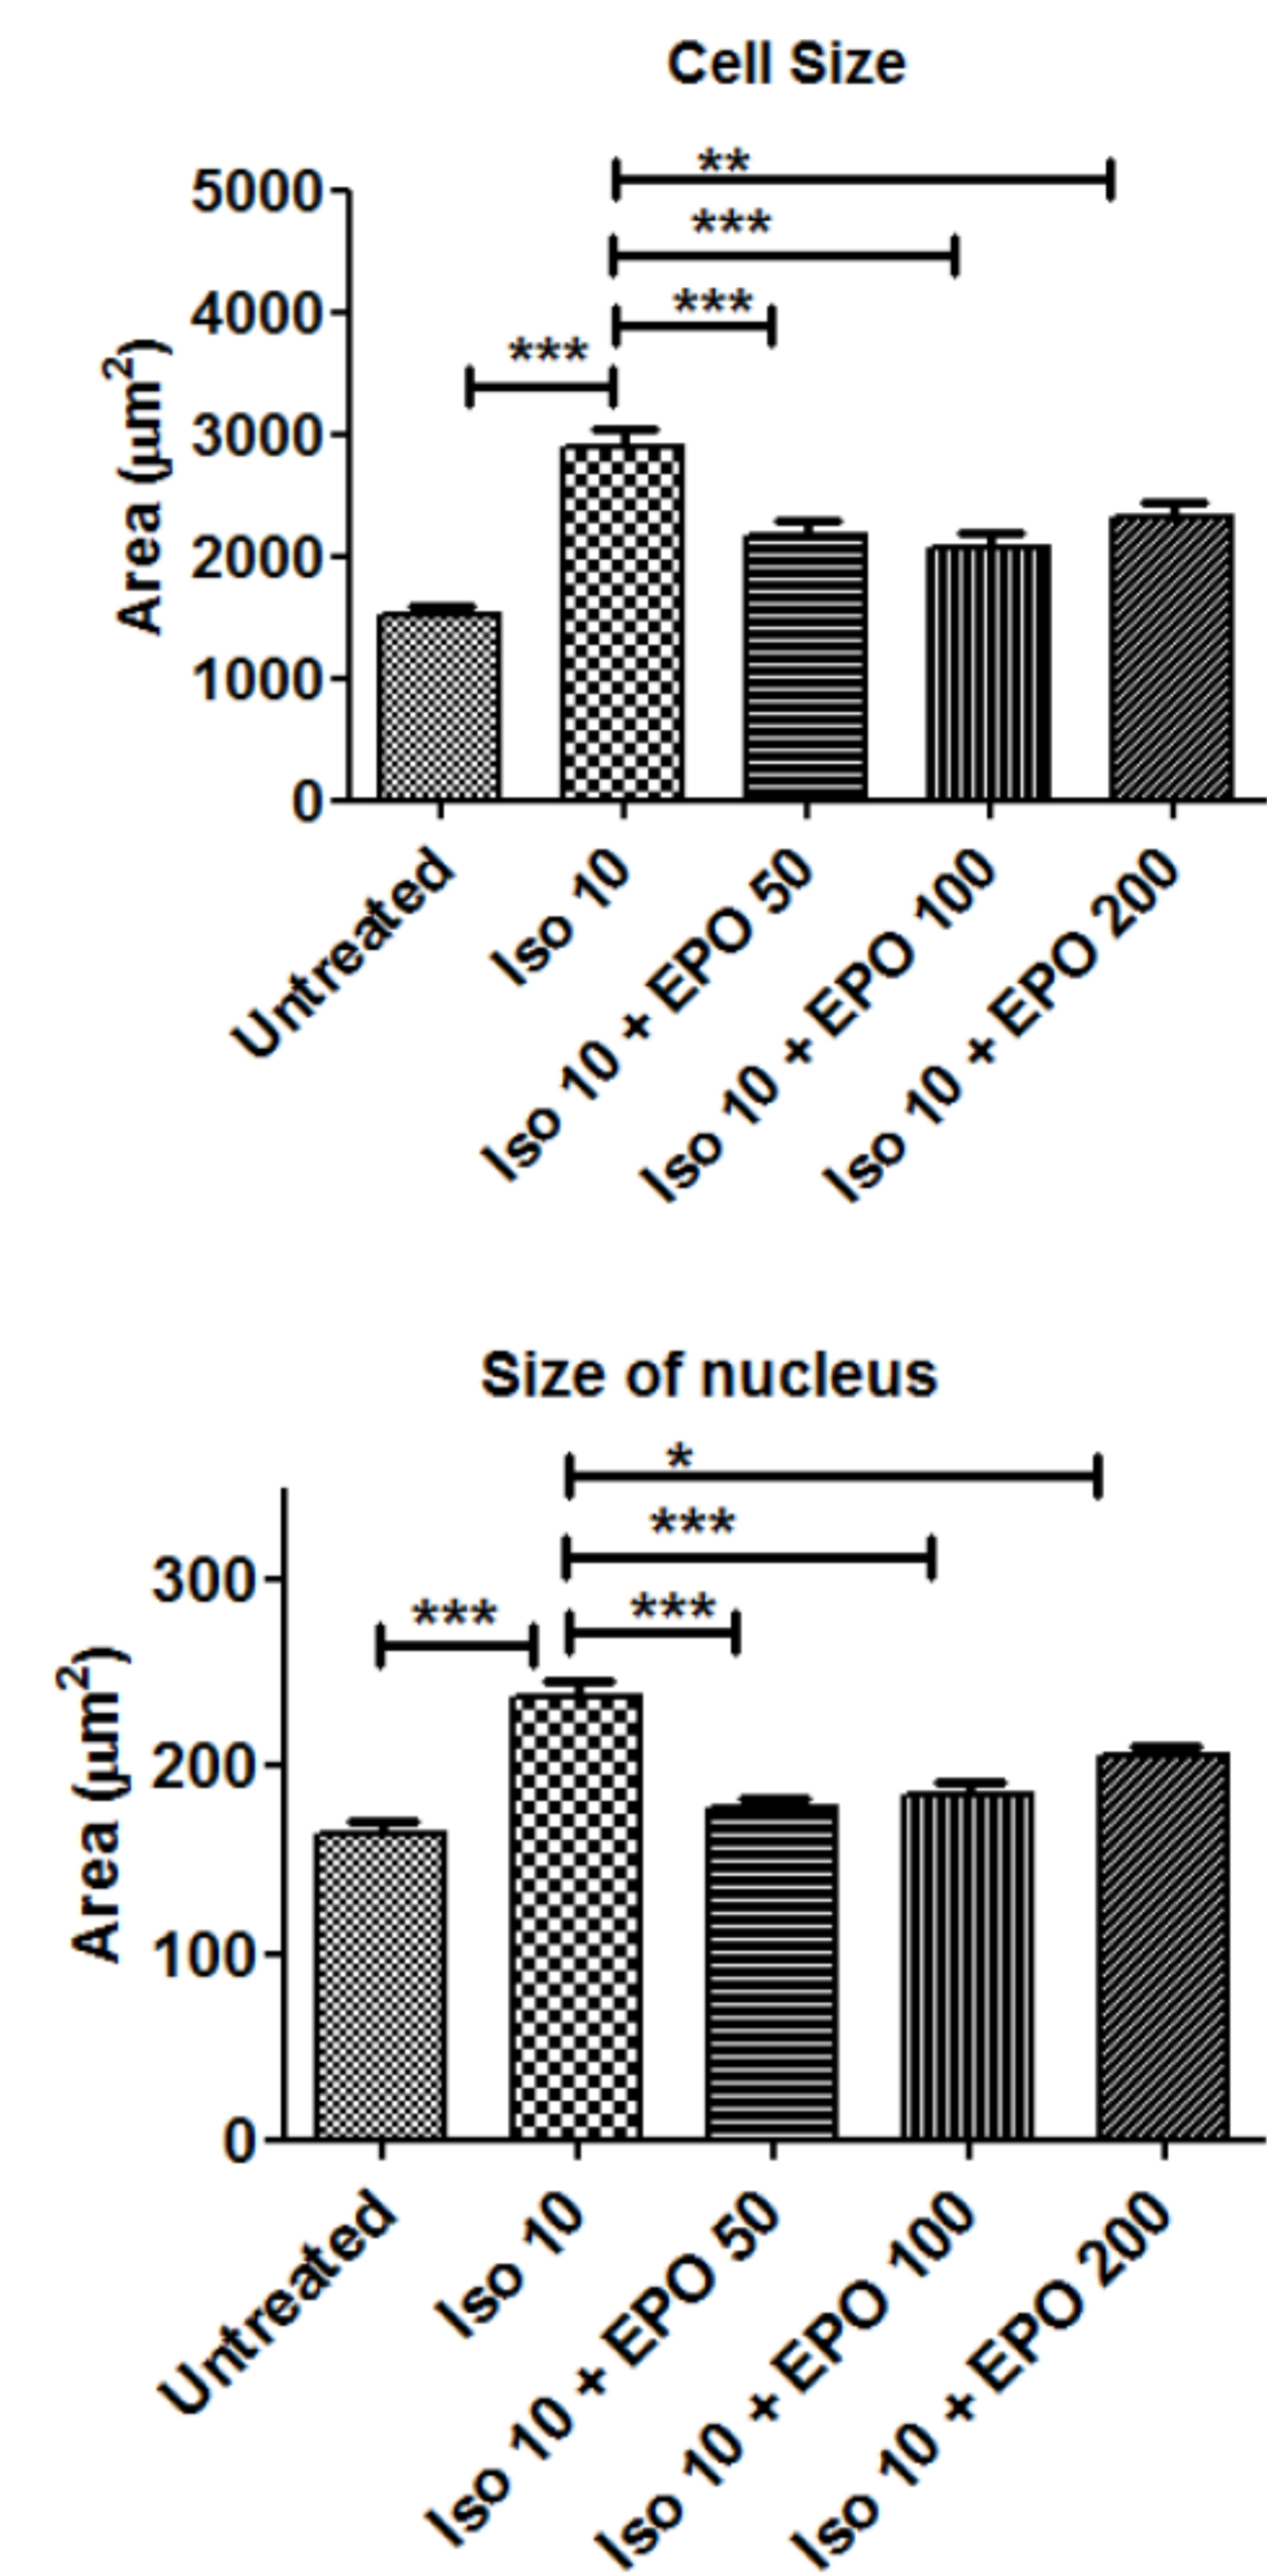 Cell Size
**
***
***
***
5000
4000
3000
2000
1000
0
Area (µm²)
Untreated
Iso 10
Iso 10 + EPO 50
Iso 10 + EPO 100
Iso 10 + EPO 200
Size of nucleus
*
***
***
***
300
200
100
0
Area (µm²)
Untreated
Iso 10
Iso 10 + EPO 50
Iso 10 + EPO 100
Iso 10 + EPO 200